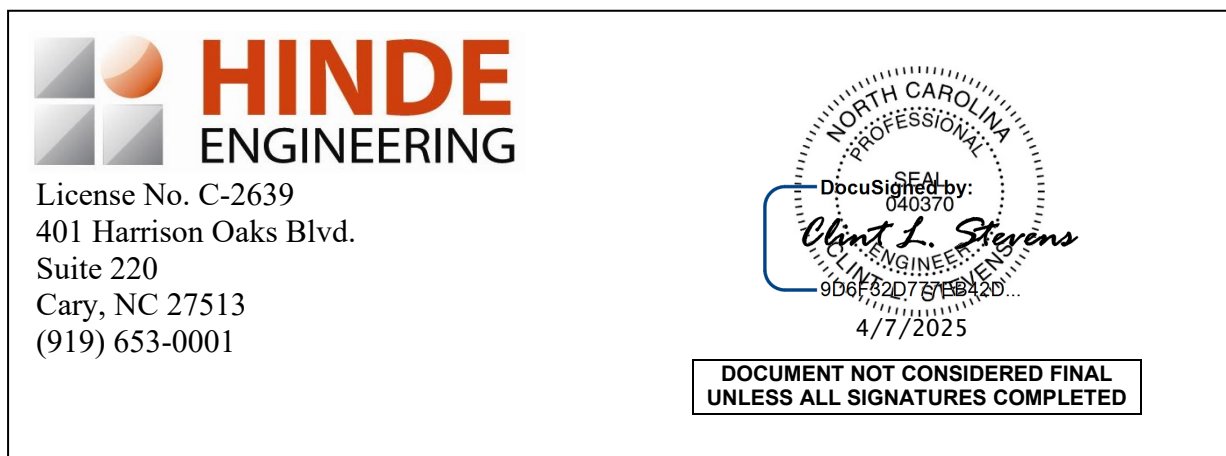 HINDE
ENGINEERING
License No. C-2639
401 Harrison Oaks Blvd.
Suite 220
Cary, NC 27513
(919) 653-0001
NORTH CAROLINA
PROFESSIONAL
SEAL
040370
ENGINEER
CLINT L. STEVENS
DocuSigned by:
Clint L. Stevens
9D6F32D777EB42D...
4/7/2025
DOCUMENT NOT CONSIDERED FINAL
UNLESS ALL SIGNATURES COMPLETED